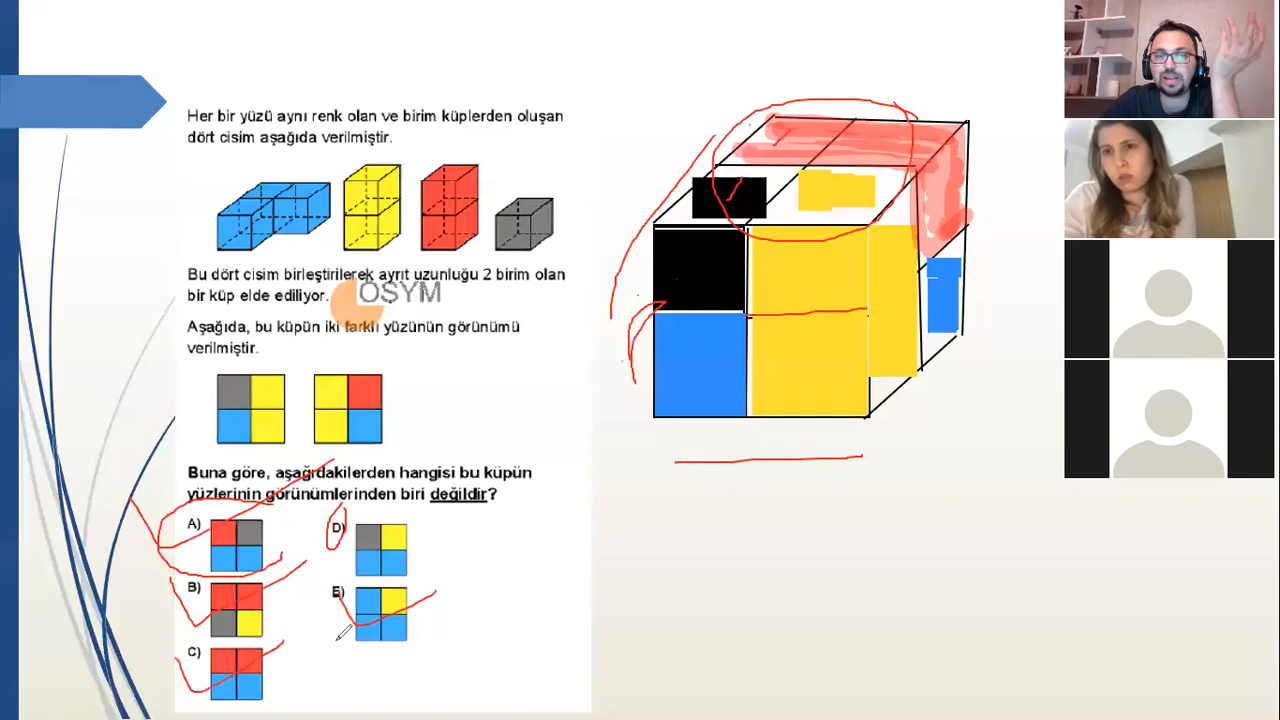 Her bir yüzü aynı renk olan ve birim küplerden oluşan
dört cisim aşağıda verilmiştir.
Bu dört cisim birleştirilerek ayrıt uzunluğu 2 birim olan
bir küp elde ediliyor.
ÖSYM
Aşağıda, bu küpün iki farklı yüzünün görünümü
verilmiştir.
Buna göre, aşağıdakilerden hangisi bu küpün
yüzlerinin görünümlerinden biri değildir?
A)
D)
B)
E)
C)